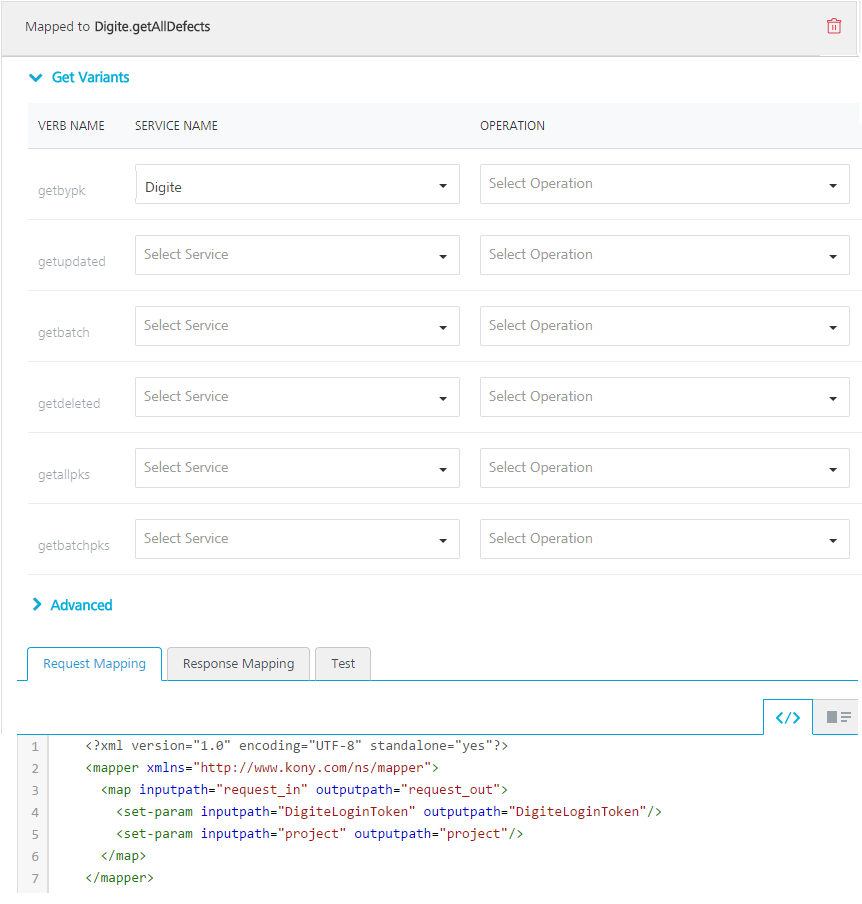 Mapped to Digite.getAllDefects
Get Variants
VERB NAME SERVICE NAME OPERATION
getbypk Digite Select Operation
getupdated Select Service Select Operation
getbatch Select Service Select Operation
getdeleted Select Service Select Operation
getallpks Select Service Select Operation
getbatchpks Select Service Select Operation
Advanced
Request Mapping Response Mapping Test
</>
1 <?xml version="1.0" encoding="UTF-8" standalone="yes"?>
2 <mapper xmlns="http://www.kony.com/ns/mapper">
3 <map inputpath="request_in" outputpath="request_out">
4 <set-param inputpath="DigiteLoginToken" outputpath="DigiteLoginToken"/>
5 <set-param inputpath="project" outputpath="project"/>
6 </map>
7 </mapper>